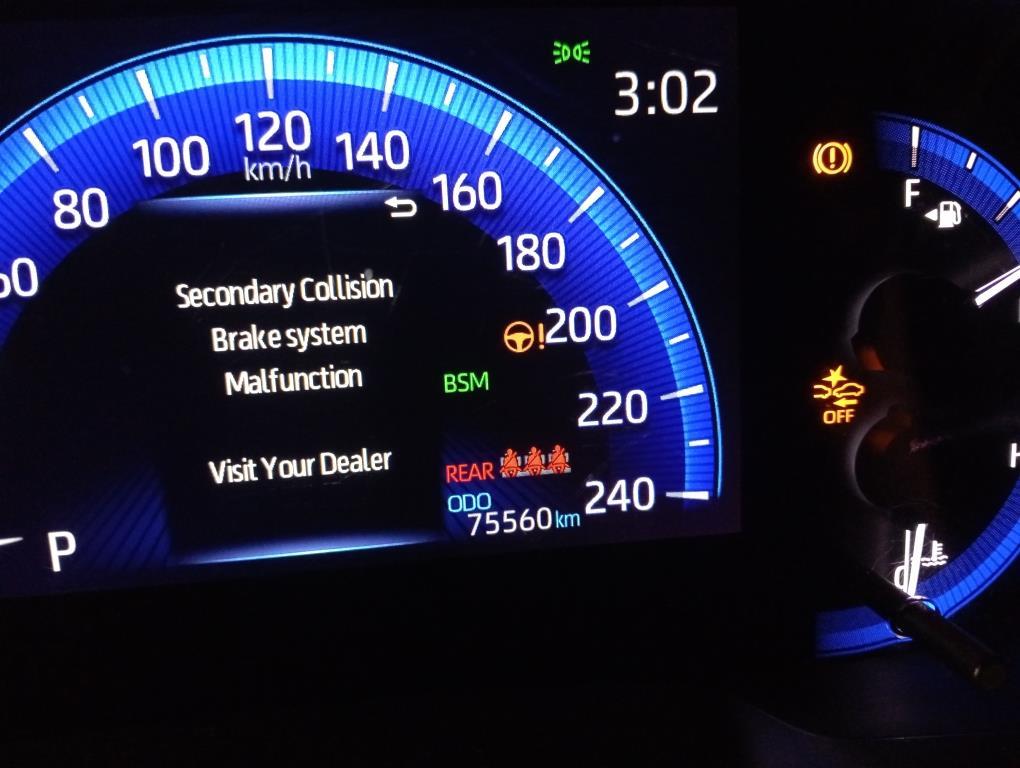 3:02
120
100
140
km/h
F
80
160
180
60
Secondary Collision
200
Brake system
Malfunction
BSM
OFF
220
Visit Your Dealer
REAR
H
240
ODO
75560 km
P